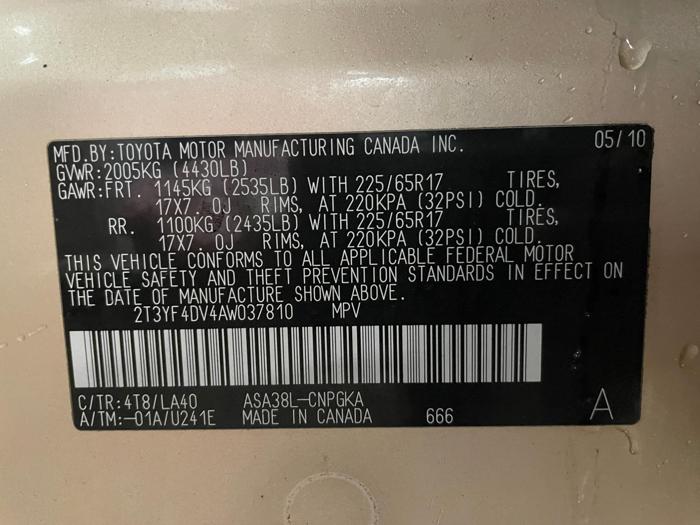 MFD.BY:TOYOTA MOTOR MANUFACTURING CANADA INC. 05/10
GVWR:2005KG (4430LB)
GAWR:FRT. 1145KG (2535LB) WITH 225/65R17 TIRES,
17X7.0J RIMS, AT 220KPA (32PSI) COLD.
RR. 1100KG (2435LB) WITH 225/65R17 TIRES,
17X7.0J RIMS, AT 220KPA (32PSI) COLD.
THIS VEHICLE CONFORMS TO ALL APPLICABLE FEDERAL MOTOR
VEHICLE SAFETY AND THEFT PREVENTION STANDARDS IN EFFECT ON
THE DATE OF MANUFACTURE SHOWN ABOVE.
2T3YF4DV4AW037810 MPV
C/TR:4T8/LA40 ASA38L-CNPGKA
A/TM:-01A/U241E MADE IN CANADA 666 A